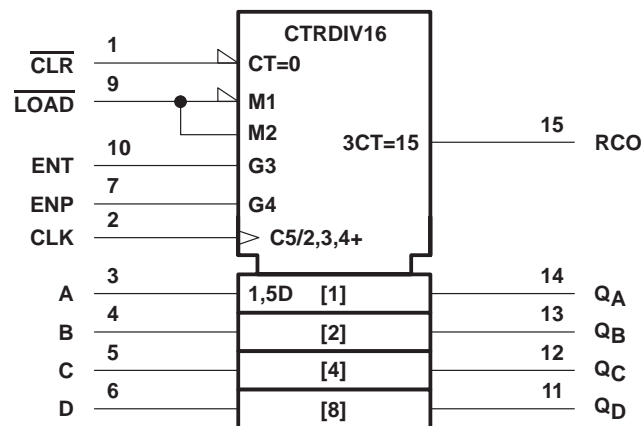 CTRDIV16
1
CLR
CT=0
9
LOAD
M1
M2
3CT=15
15
RCO
10
ENT
G3
7
ENP
G4
2
CLK
C5/2,3,4+
3
A
1,5D
[1]
14
QA
4
B
[2]
13
QB
5
C
[4]
12
QC
6
D
[8]
11
QD